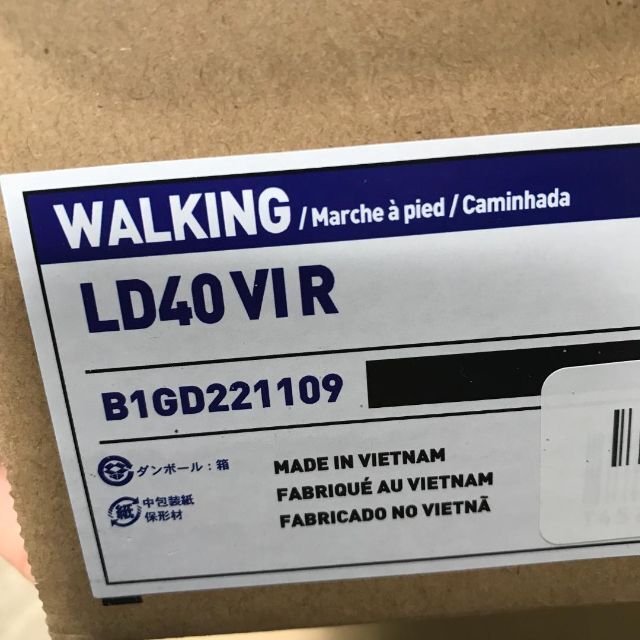 WALKING / Marche à pied / Caminhada
LD40 VI R
B1GD221109
ダンボール：箱
紙
中包装紙
保形材
MADE IN VIETNAM
FABRIQUÉ AU VIETNAM
FABRICADO NO VIETNÃ